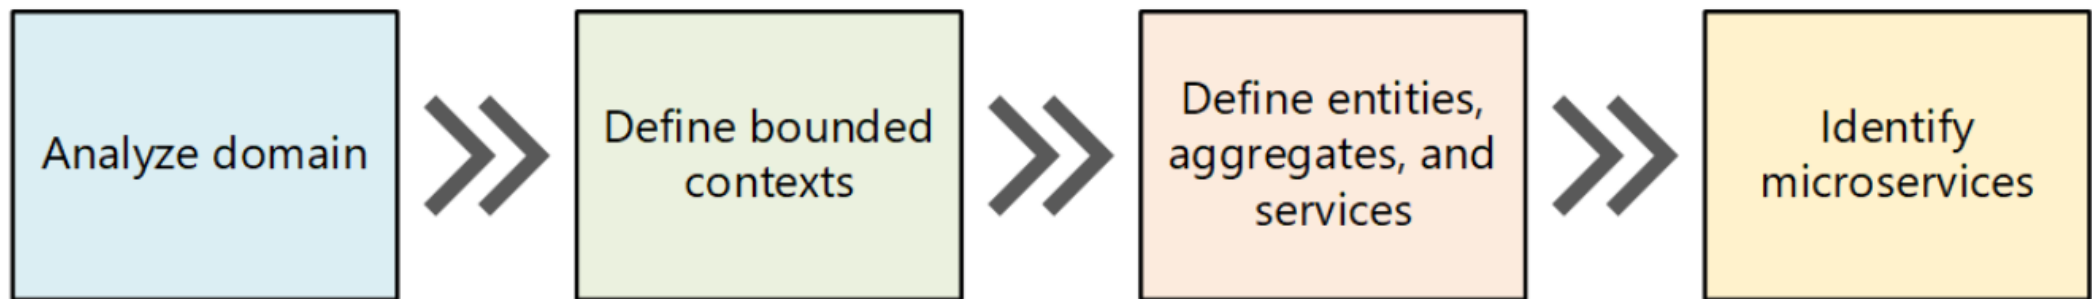 Analyze domain
Define bounded
contexts
Define entities,
aggregates, and
services
Identify
microservices